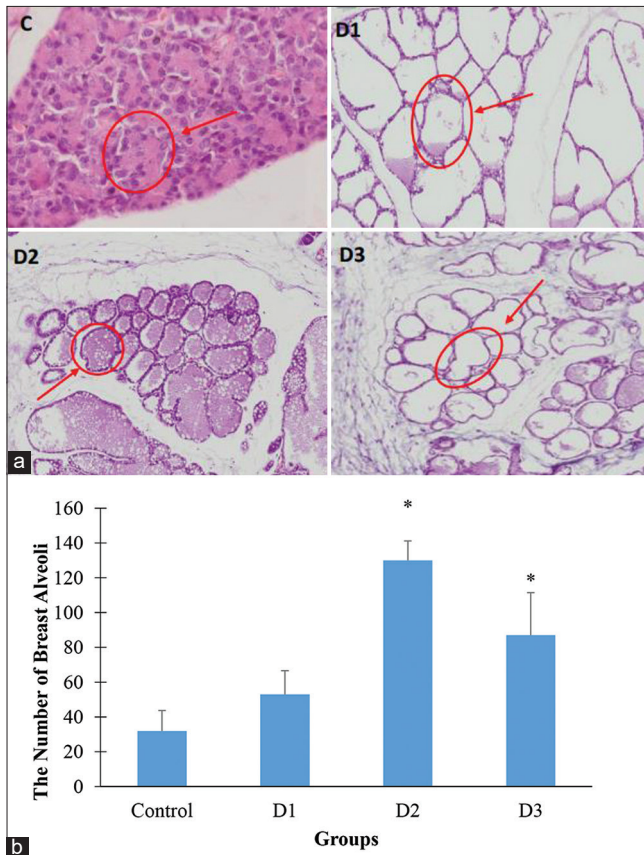 C
D1
D2
D3
a
160
140
120
100
80
60
40
20
0
The Number of Breast Alveoli
*
*
Control D1 D2 D3
Groups
b